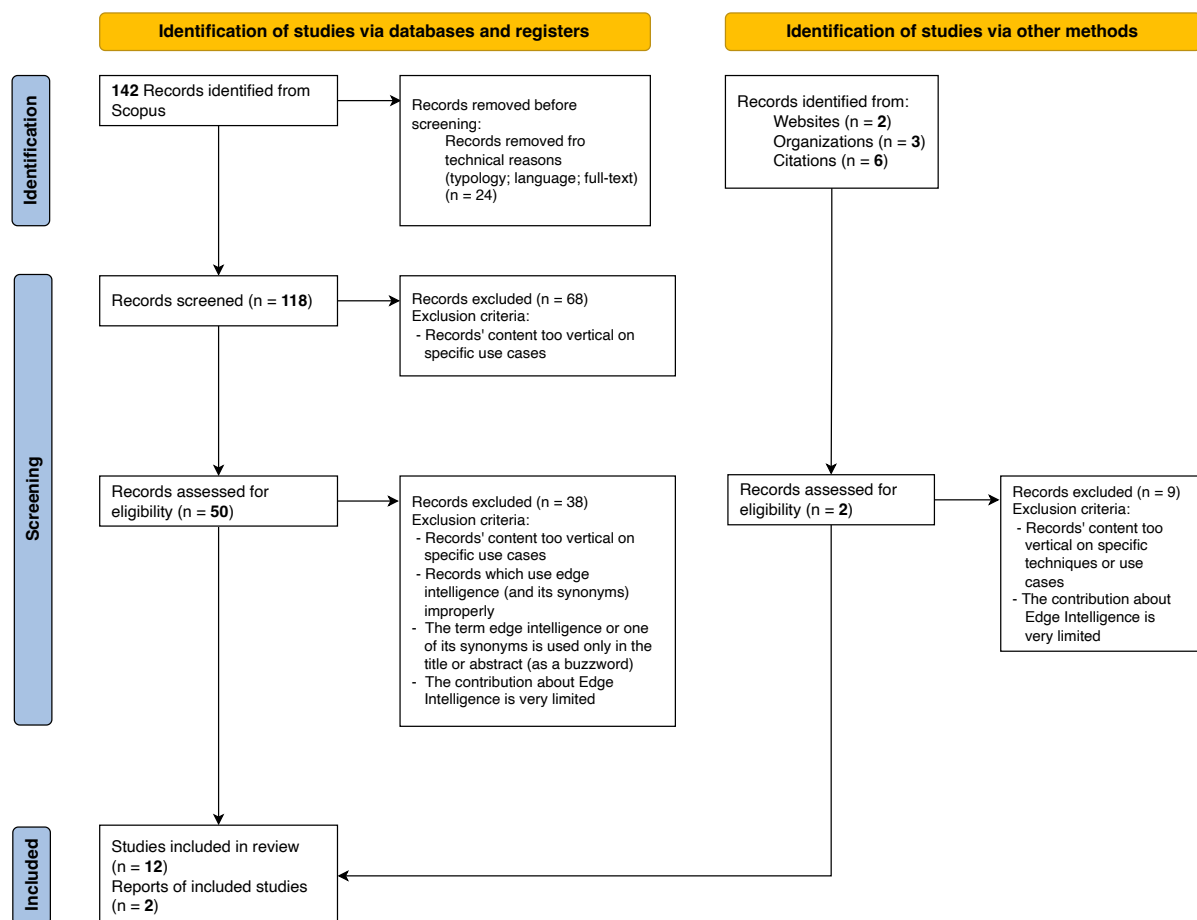 Identification of studies via databases and registers
Identification of studies via other methods
Identification
142 Records identified from
Scopus
Records removed before
screening:
Records removed fro
technical reasons
(typology; language; full-text)
(n = 24)
Records identified from:
Websites (n = 2)
Organizations (n = 3)
Citations (n = 6)
Screening
Records screened (n = 118)
Records excluded (n = 68)
Exclusion criteria:
- Records' content too vertical on
specific use cases
Records assessed for
eligibility (n = 50)
Records excluded (n = 38)
Exclusion criteria:
- Records' content too vertical on
specific use cases
- Records which use edge
intelligence (and its synonyms)
improperly
- The term edge intelligence or one
of its synonyms is used only in the
title or abstract (as a buzzword)
- The contribution about Edge
Intelligence is very limited
Records assessed for
eligibility (n = 2)
Records excluded (n = 9)
Exclusion criteria:
- Records' content too
vertical on specific
techniques or use
cases
- The contribution about
Edge Intelligence is
very limited
Included
Studies included in review
(n = 12)
Reports of included studies
(n = 2)